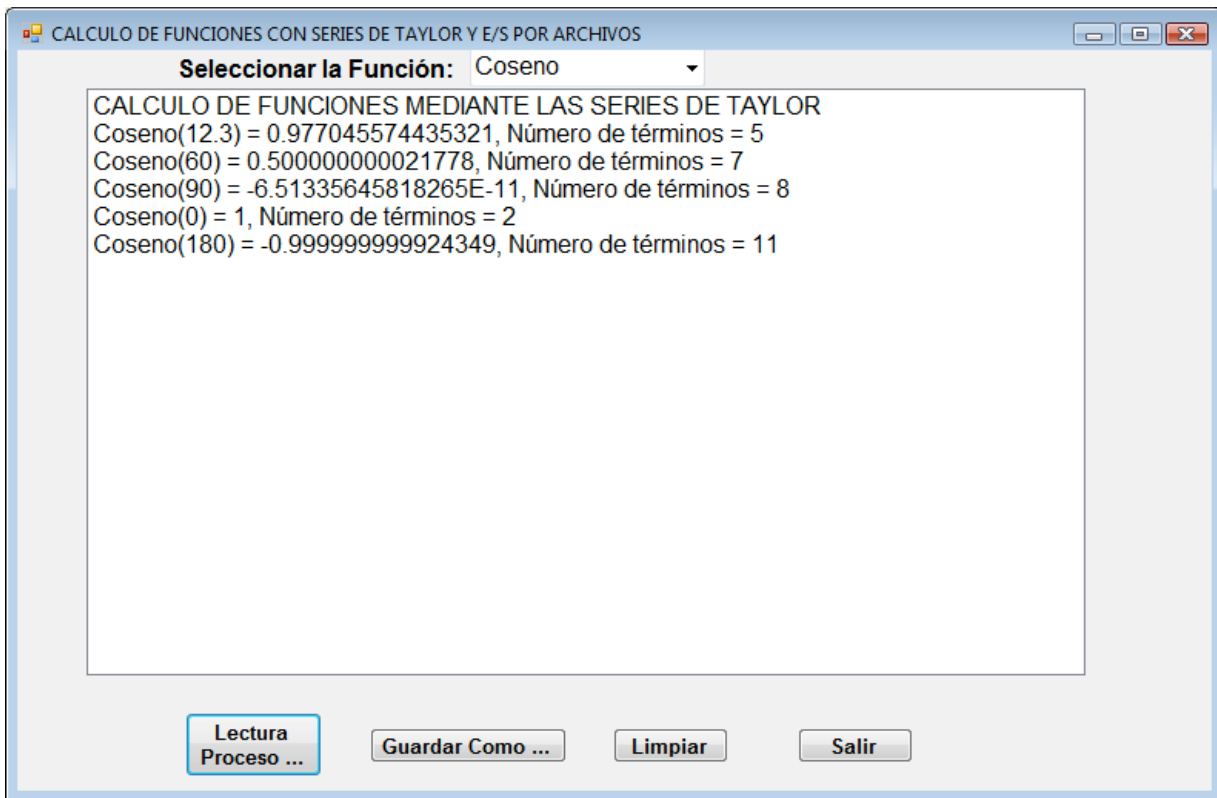 CALCULO DE FUNCIONES CON SERIES DE TAYLOR Y E/S POR ARCHIVOS
Seleccionar la Función: Coseno
CALCULO DE FUNCIONES MEDIANTE LAS SERIES DE TAYLOR
Coseno(12.3) = 0.977045574435321, Número de términos = 5
Coseno(60) = 0.500000000021778, Número de términos = 7
Coseno(90) = -6.51335645818265E-11, Número de términos = 8
Coseno(0) = 1, Número de términos = 2
Coseno(180) = -0.999999999924349, Número de términos = 11
Lectura
Proceso ...
Guardar Como ...
Limpiar
Salir